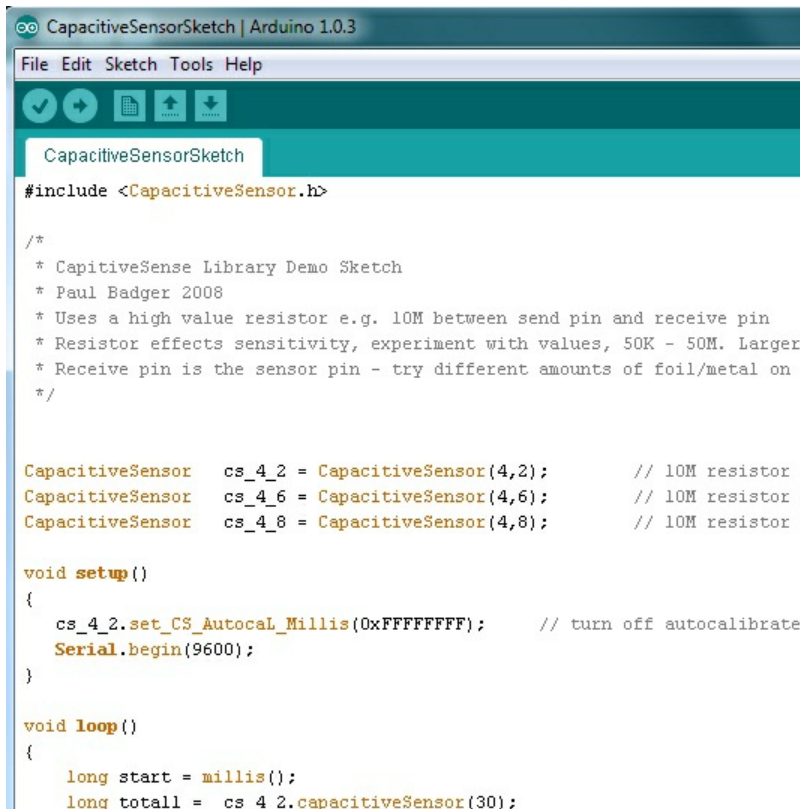 CapacitiveSensorSketch | Arduino 1.0.3
File Edit Sketch Tools Help
CapacitiveSensorSketch
#include <CapacitiveSensor.h>
/*
* CapitiveSense Library Demo Sketch
* Paul Badger 2008
* Uses a high value resistor e.g. 10M between send pin and receive pin
* Resistor effects sensitivity, experiment with values, 50K - 50M. Larger
* Receive pin is the sensor pin - try different amounts of foil/metal on
*/
CapacitiveSensor   cs_4_2 = CapacitiveSensor(4,2);        // 10M resistor
CapacitiveSensor   cs_4_6 = CapacitiveSensor(4,6);        // 10M resistor
CapacitiveSensor   cs_4_8 = CapacitiveSensor(4,8);        // 10M resistor
void setup()
{
   cs_4_2.set_CS_AutocaL_Millis(0xFFFFFFFF);     // turn off autocalibrate
   Serial.begin(9600);
}
void loop()
{
    long start = millis();
    long total1 =  cs_4_2.capacitiveSensor(30);